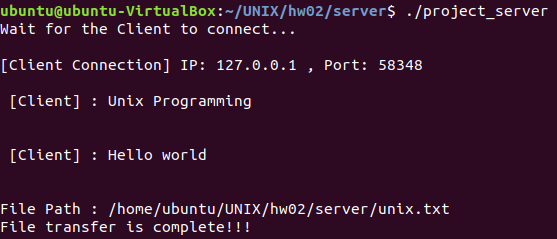 ubuntu@ubuntu-VirtualBox:~/UNIX/hw02/server$ ./project_server
Wait for the Client to connect...
[Client Connection] IP: 127.0.0.1 , Port: 58348
[Client] : Unix Programming
[Client] : Hello world
File Path : /home/ubuntu/UNIX/hw02/server/unix.txt
File transfer is complete!!!